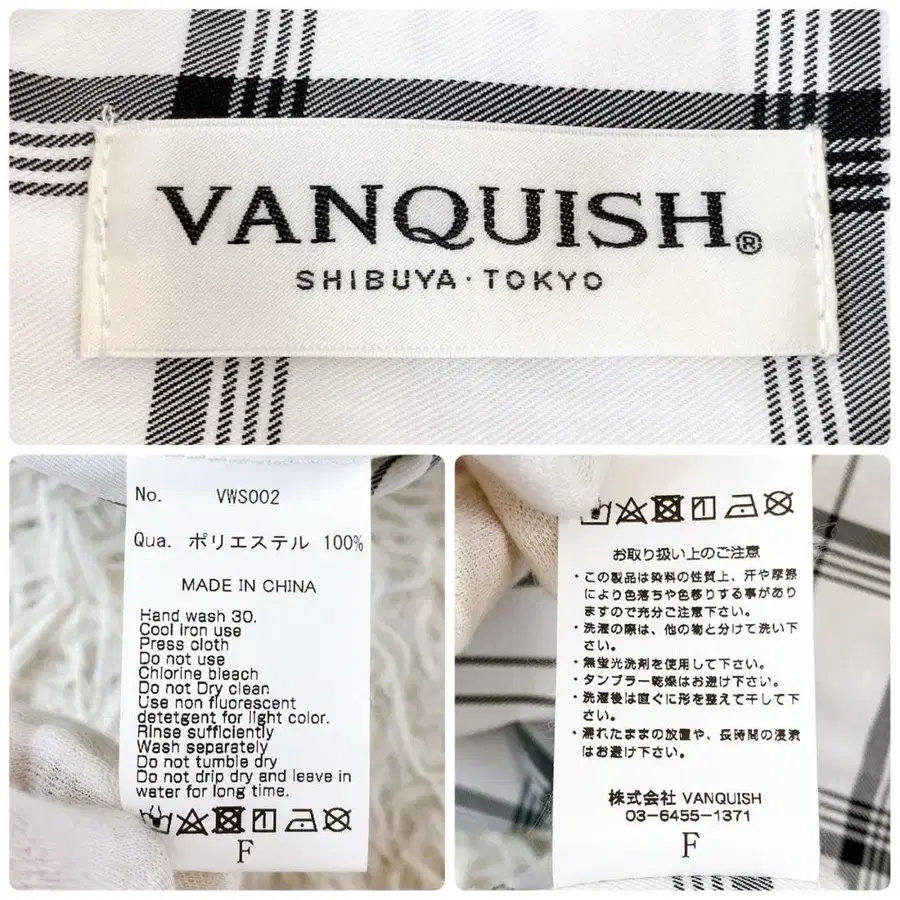 VANQUISH®
SHIBUYA・TOKYO
No. VWS002
Qua. ポリエステル 100%
MADE IN CHINA
Hand wash 30.
Cool iron use
Press cloth
Do not use
Chlorine bleach
Do not Dry clean
Use non fluorescent
detetgent for light color.
Rinse sufficiently
Wash separately
Do not tumble dry
Do not drip dry and leave in
water for long time.
F
お取り扱い上のご注意
・この製品は染料の性質上、汗や摩擦
により色落ちや色移りする事があり
ますので充分ご注意下さい。
・洗濯の際は、他の物と分けて洗い下
さい。
・無蛍光洗剤を使用して下さい。
・タンブラー乾燥はお避け下さい。
・洗濯後は直ぐに形を整えて干して下
さい。
・濡れたままの放置や、長時間の浸漬
はお避け下さい。
株式会社 VANQUISH
03-6455-1371
F